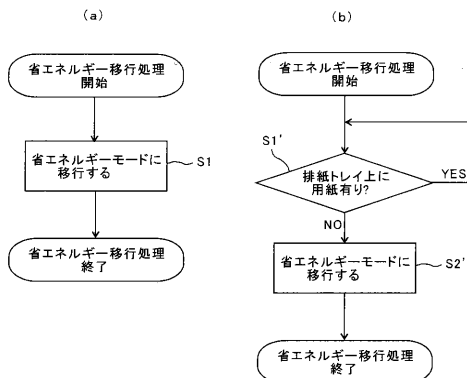 (a)
省エネルギー移行処理
開始
省エネルギーモードに
移行する
S1
省エネルギー移行処理
終了
(b)
省エネルギー移行処理
開始
S1'
排紙トレイ上に
用紙有り?
YES
NO
省エネルギーモードに
移行する
S2'
省エネルギー移行処理
終了